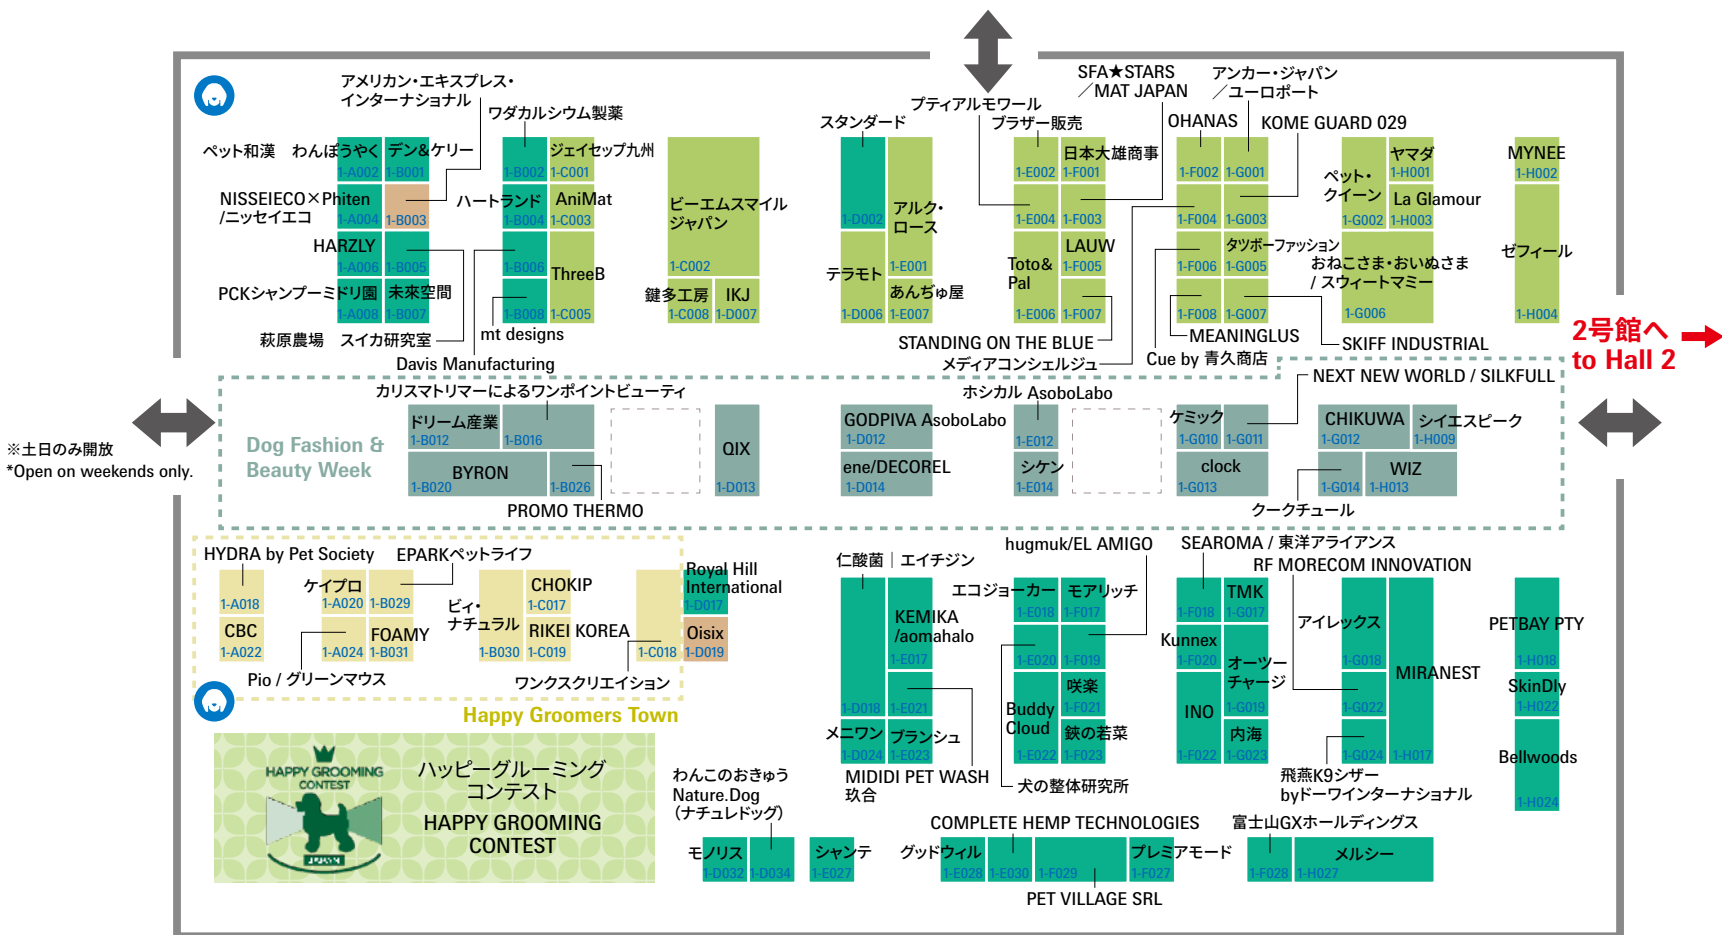 アメリカン・エキスプレス・
インターナショナル
ワダカルシウム製薬
スタンダード
プティアルモワール
ブラザー販売
SFA★STARS
／MAT JAPAN
アンカー・ジャパン
／ユーロポート
OHANAS
KOME GUARD 029
ペット和漢
わんぽうやく
1-A002
デン&ケリー
1-B001
1-B002
ジェイセップ九州
1-C001
1-E002
日本大雄商事
1-F001
1-F002
1-G001
ヤマダ
1-H001
MYNEE
1-H002
NISSEIECO×Phiten
/ニッセイエコ
1-A004
1-B003
ハートランド
1-B004
AniMat
1-C003
ビーエムスマイル
ジャパン
1-C002
1-D002
アルク・
ロース
1-E001
1-E004
1-F003
1-F004
1-G003
ペット・
クイーン
1-G002
La Glamour
1-H003
HARZLY
1-A006
1-B005
1-B006
ThreeB
1-C005
テラモト
1-D006
Toto&
Pal
1-E006
LAUW
1-F005
1-F006
タツボーファッション
1-G005
おねこさま・おいぬさま
/ スウィートマミー
1-G006
ゼフィール
1-H004
PCKシャンプーミドリ園
1-A008
未來空間
1-B007
1-B008
鍵多工房
1-C008
IKJ
1-D007
あんぢゅ屋
1-E007
1-F007
1-F008
1-G007
萩原農場　スイカ研究室
mt designs
Davis Manufacturing
STANDING ON THE BLUE
メディアコンシェルジュ
MEANINGLUS
Cue by 青久商店
SKIFF INDUSTRIAL
2号館へ
to Hall 2
※土日のみ開放
*Open on weekends only.
Dog Fashion &
Beauty Week
カリスマトリマーによるワンポイントビューティ
ホシカル AsoboLabo
NEXT NEW WORLD / SILKFULL
ドリーム産業
1-B012
1-B016
QIX
1-D013
GODPIVA AsoboLabo
1-D012
1-E012
ケミック
1-G010
1-G011
CHIKUWA
1-G012
シイエスピーク
1-H009
BYRON
1-B020
1-B026
ene/DECOREL
1-D014
シケン
1-E014
clock
1-G013
1-G014
WIZ
1-H013
PROMO THERMO
クークチュール
HYDRA by Pet Society
EPARKペットライフ
1-A018
ケイプロ
1-A020
1-B029
ビィ・
ナチュラル
1-B030
CHOKIP
1-C017
1-C018
Royal Hill
International
1-D017
CBC
1-A022
1-A024
FOAMY
1-B031
RIKEI KOREA
1-C019
Oisix
1-D019
Pio / グリーンマウス
ワンクスクリエイション
Happy Groomers Town
仁酸菌｜エイチジン
hugmuk/EL AMIGO
SEAROMA / 東洋アライアンス
RF MORECOM INNOVATION
1-D018
KEMIKA
/aomahalo
1-E017
エコジョーカー
1-E018
モアリッチ
1-F017
1-F018
TMK
1-G017
アイレックス
1-G018
MIRANEST
1-H017
PETBAY PTY
1-H018
1-E020
1-F019
Kunnex
1-F020
オーツー
チャージ
1-G019
1-E021
Buddy
Cloud
1-E022
咲楽
1-F021
INO
1-F022
1-G022
SkinDly
1-H022
メニワン
1-D024
ブランシュ
1-E023
鋏の若菜
1-F023
内海
1-G023
1-G024
Bellwoods
1-H024
MIDIDI PET WASH
玖合
犬の整体研究所
飛燕K9シザー
byドーワインターナショナル
HAPPY GROOMING
CONTEST
JAPAN
ハッピーグルーミング
コンテスト
HAPPY GROOMING
CONTEST
わんこのおきゅう
Nature.Dog
（ナチュレドッグ）
COMPLETE HEMP TECHNOLOGIES
富士山GXホールディングス
モノリス
1-D032
1-D034
シャンテ
1-E027
グッドウィル
1-E028
1-E030
1-F029
プレミアモード
1-F027
1-F028
メルシー
1-H027
PET VILLAGE SRL